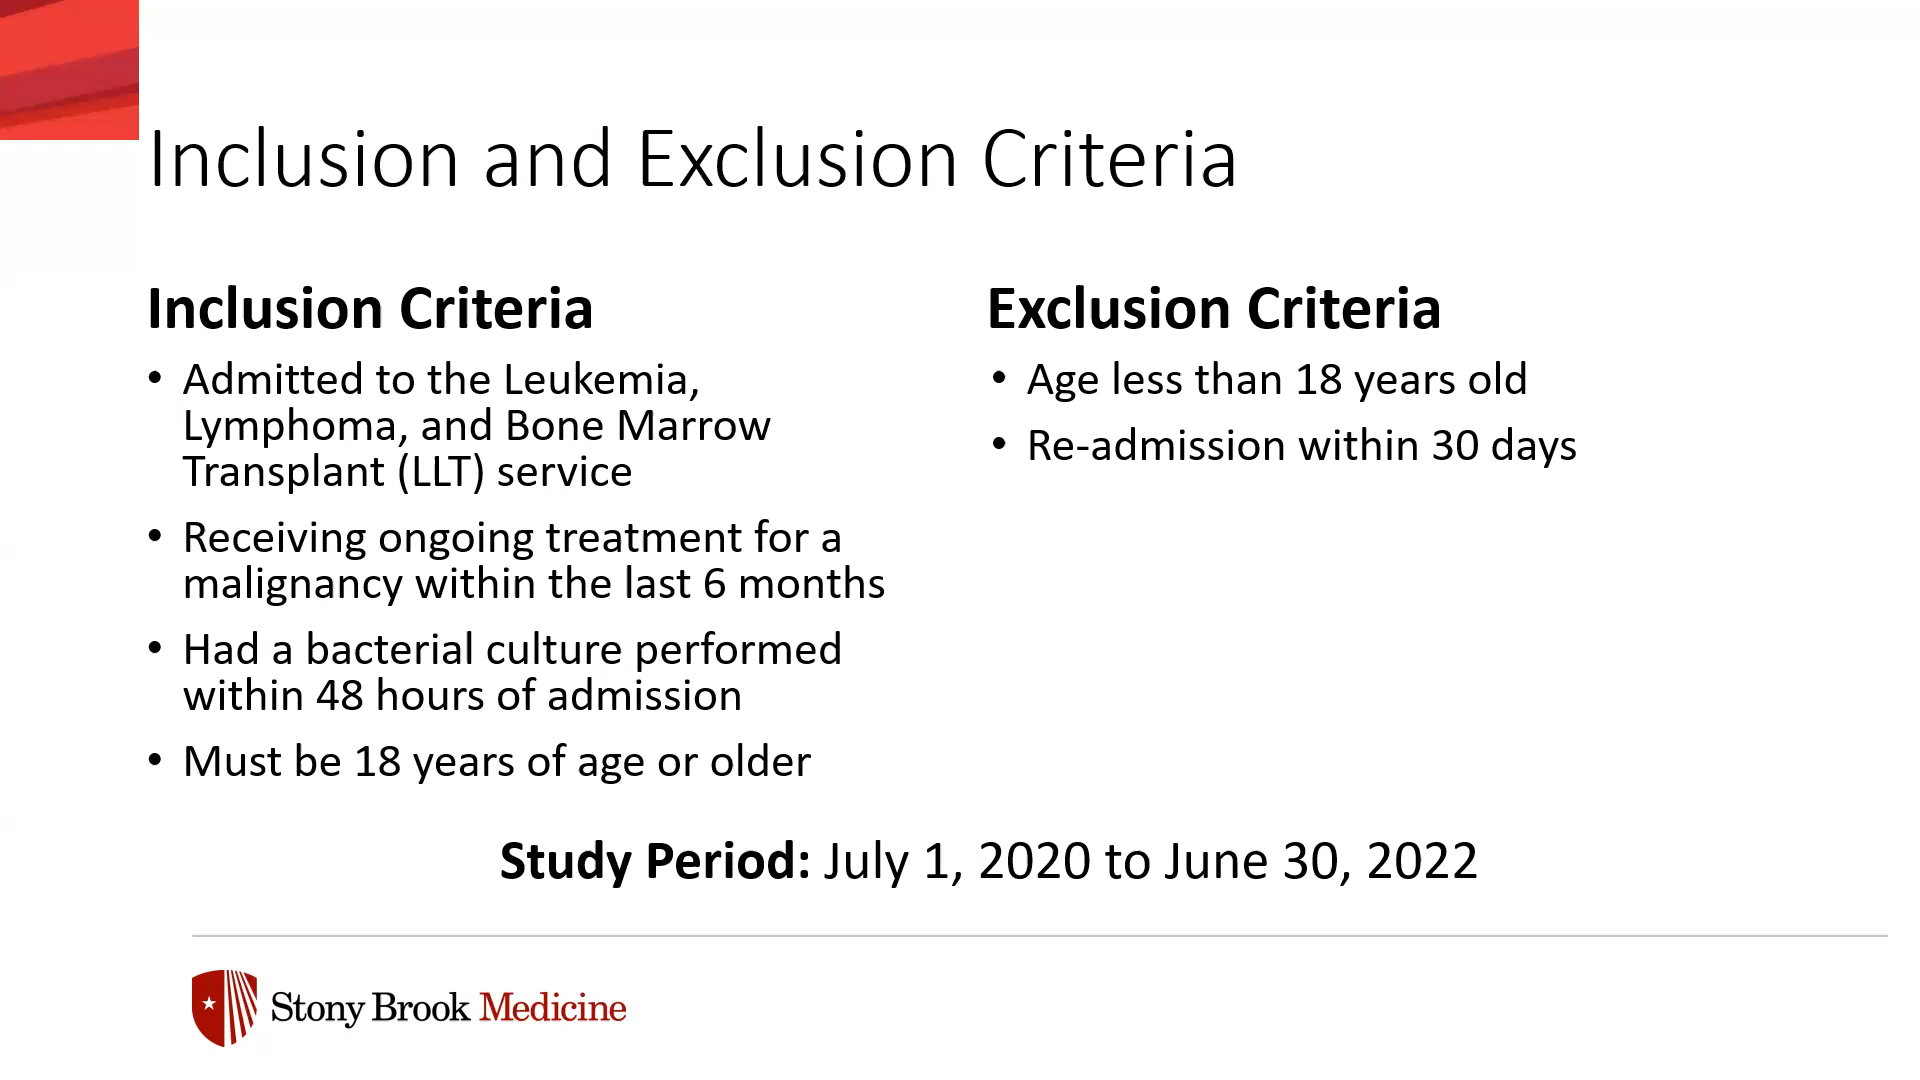 Inclusion and Exclusion Criteria
Inclusion Criteria
• Admitted to the Leukemia,
Lymphoma, and Bone Marrow
Transplant (LLT) service
• Receiving ongoing treatment for a
malignancy within the last 6 months
• Had a bacterial culture performed
within 48 hours of admission
• Must be 18 years of age or older
Exclusion Criteria
• Age less than 18 years old
• Re-admission within 30 days
Study Period: July 1, 2020 to June 30, 2022
Stony Brook Medicine